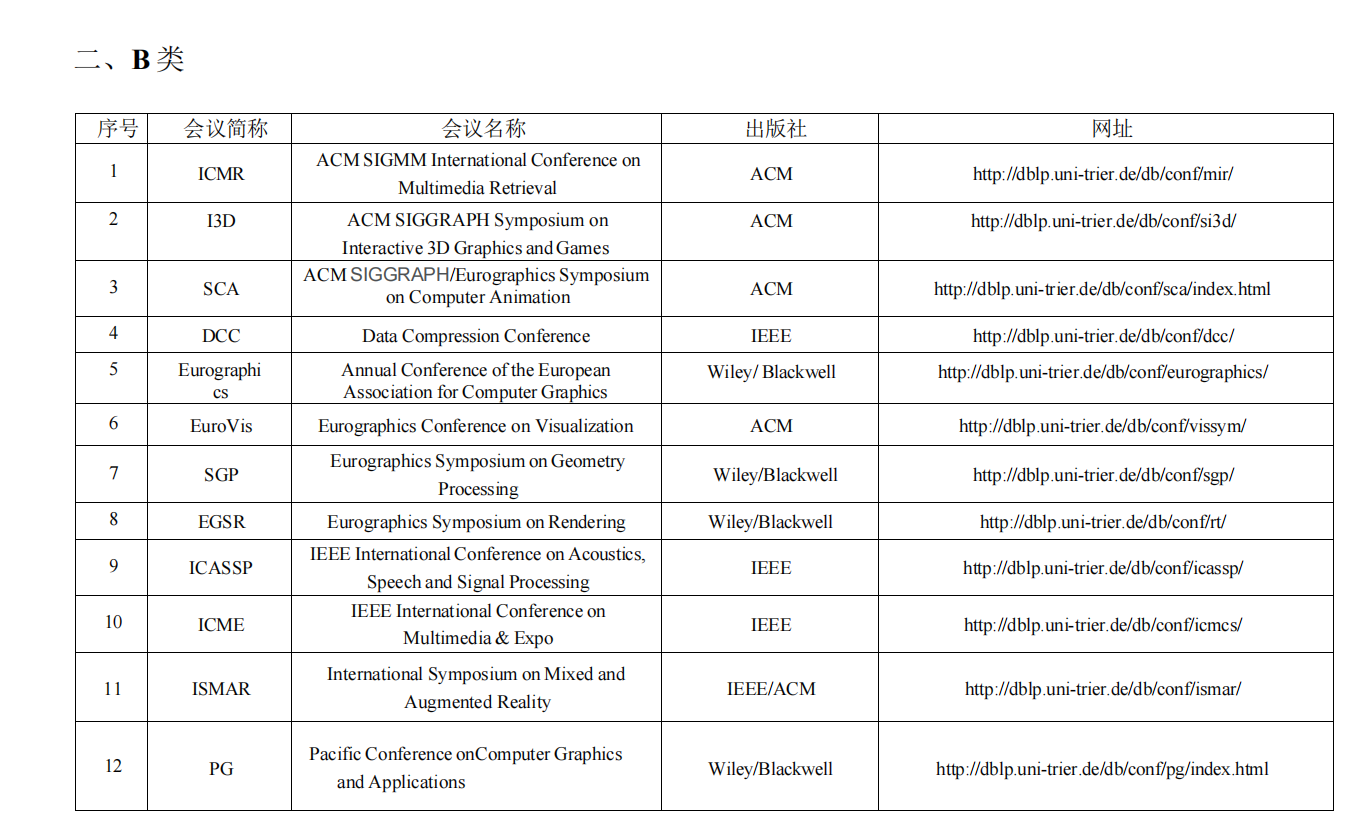 二、B 类
序号 会议简称 会议名称 出版社 网址
1 ICMR ACM SIGMM International Conference on
Multimedia Retrieval ACM http://dblp.uni-trier.de/db/conf/mir/
2 I3D ACM SIGGRAPH Symposium on
Interactive 3D Graphics and Games ACM http://dblp.uni-trier.de/db/conf/si3d/
3 SCA ACM SIGGRAPH/Eurographics Symposium
on Computer Animation ACM http://dblp.uni-trier.de/db/conf/sca/index.html
4 DCC Data Compression Conference IEEE http://dblp.uni-trier.de/db/conf/dcc/
5 Eurographi
cs Annual Conference of the European
Association for Computer Graphics Wiley/ Blackwell http://dblp.uni-trier.de/db/conf/eurographics/
6 EuroVis Eurographics Conference on Visualization ACM http://dblp.uni-trier.de/db/conf/vissym/
7 SGP Eurographics Symposium on Geometry
Processing Wiley/Blackwell http://dblp.uni-trier.de/db/conf/sgp/
8 EGSR Eurographics Symposium on Rendering Wiley/Blackwell http://dblp.uni-trier.de/db/conf/rt/
9 ICASSP IEEE International Conference on Acoustics,
Speech and Signal Processing IEEE http://dblp.uni-trier.de/db/conf/icassp/
10 ICME IEEE International Conference on
Multimedia & Expo IEEE http://dblp.uni-trier.de/db/conf/icmcs/
11 ISMAR International Symposium on Mixed and
Augmented Reality IEEE/ACM http://dblp.uni-trier.de/db/conf/ismar/
12 PG Pacific Conference onComputer Graphics
and Applications Wiley/Blackwell http://dblp.uni-trier.de/db/conf/pg/index.html